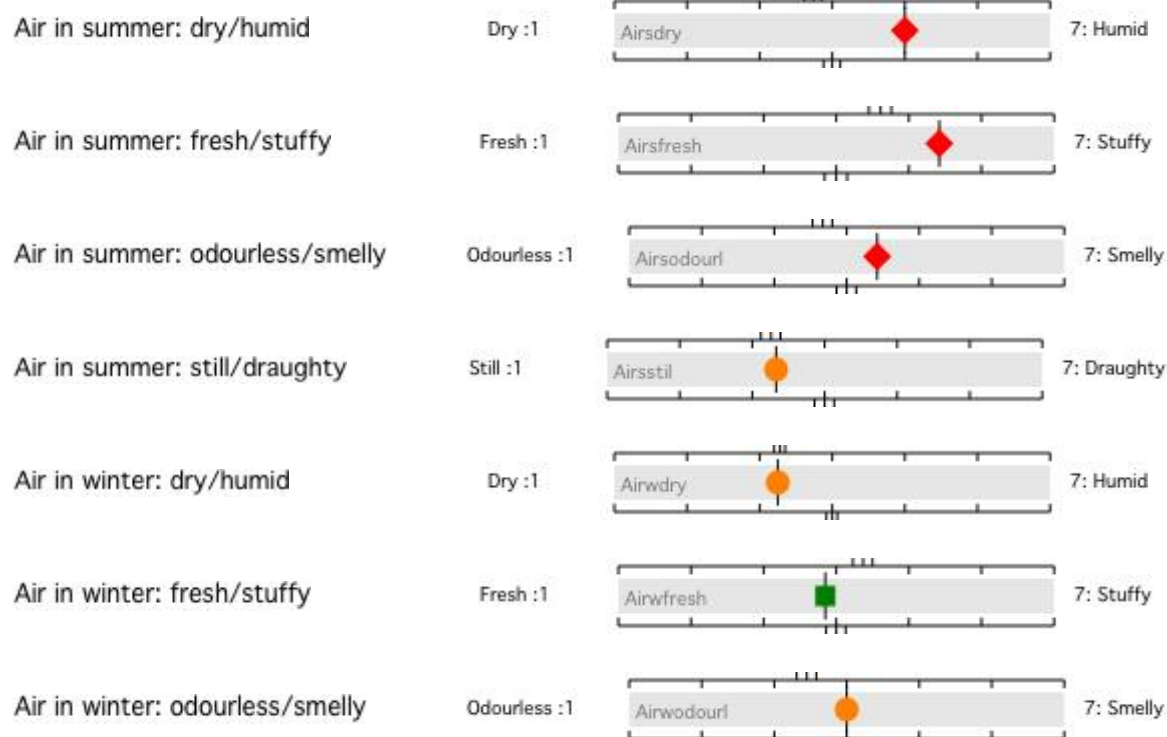 Air in summer: dry/humid Dry :1 Airsdry 7: Humid
Air in summer: fresh/stuffy Fresh :1 Airsfresh 7: Stuffy
Air in summer: odourless/smelly Odourless :1 Airsodourl 7: Smelly
Air in summer: still/draughty Still :1 Airsstil 7: Draughty
Air in winter: dry/humid Dry :1 Airwdry 7: Humid
Air in winter: fresh/stuffy Fresh :1 Airwfresh 7: Stuffy
Air in winter: odourless/smelly Odourless :1 Airwodourl 7: Smelly